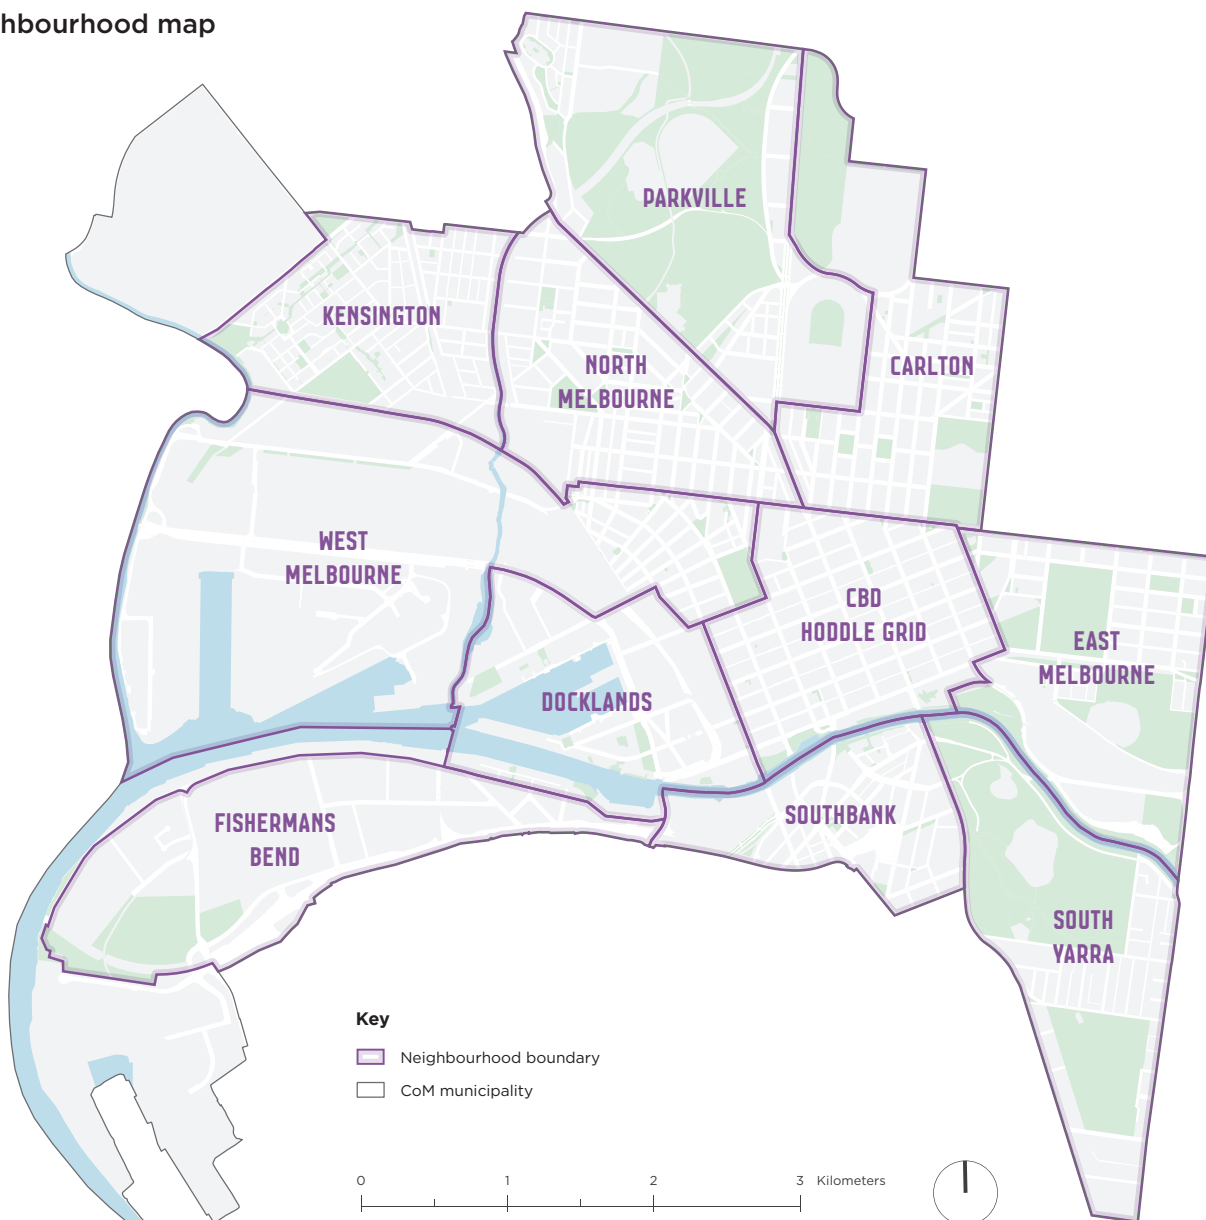 hbourhood map
PARKVILLE
KENSINGTON
NORTH
MELBOURNE
CARLTON
WEST
MELBOURNE
CBD
HODDLE GRID
EAST
MELBOURNE
DOCKLANDS
FISHERMANS
BEND
SOUTHBANK
SOUTH
YARRA
Key
Neighbourhood boundary
CoM municipality
0 1 2 3 Kilometers